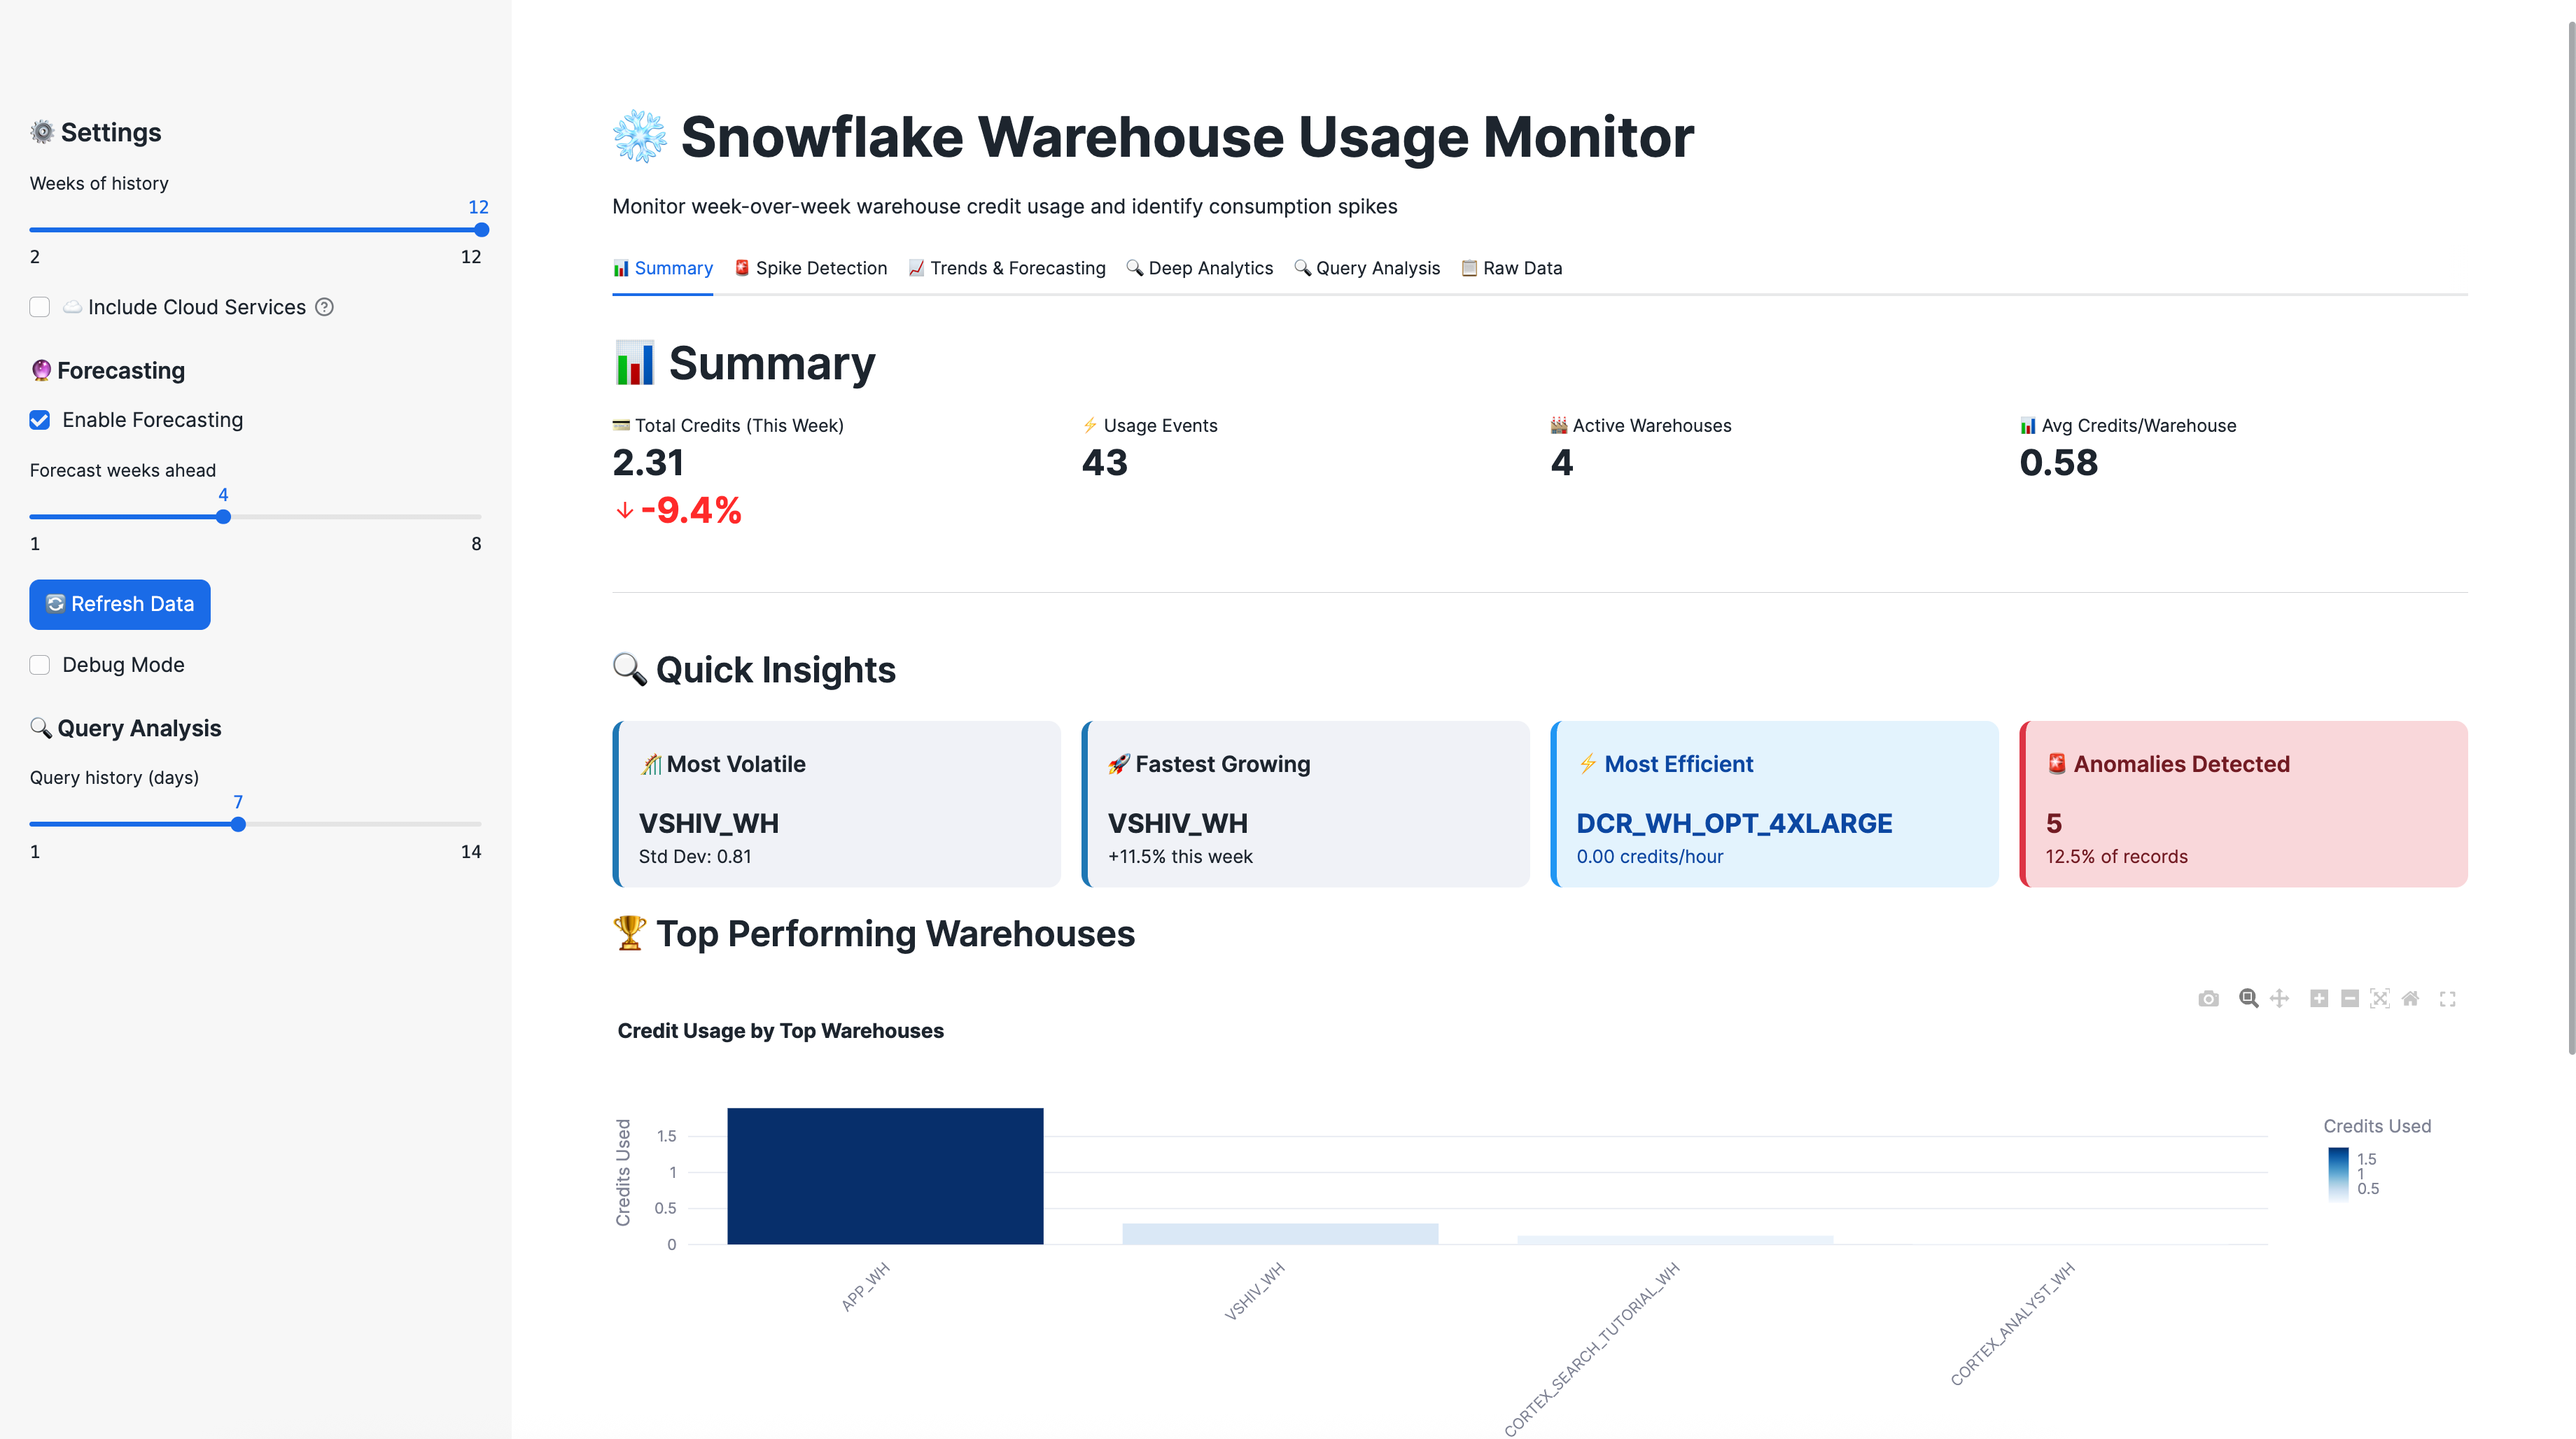 ⚙️ Settings
Weeks of history
12
2 12
☁️ Include Cloud Services ?
🔮 Forecasting
Enable Forecasting
Forecast weeks ahead
4
1 8
🔄 Refresh Data
Debug Mode
🔍 Query Analysis
Query history (days)
7
1 14
❄️ Snowflake Warehouse Usage Monitor
Monitor week-over-week warehouse credit usage and identify consumption spikes
📊 Summary 🚨 Spike Detection 📈 Trends & Forecasting 🔍 Deep Analytics 🔍 Query Analysis 📋 Raw Data
📊 Summary
💳 Total Credits (This Week)
2.31
↓ -9.4%
⚡ Usage Events
43
🏭 Active Warehouses
4
📊 Avg Credits/Warehouse
0.58
🔍 Quick Insights
🎢 Most Volatile
VSHIV_WH
Std Dev: 0.81
🚀 Fastest Growing
VSHIV_WH
+11.5% this week
⚡ Most Efficient
DCR_WH_OPT_4XLARGE
0.00 credits/hour
🚨 Anomalies Detected
5
12.5% of records
🏆 Top Performing Warehouses
Credit Usage by Top Warehouses
Credits Used
1.5
1
0.5
0
APP_WH
VSHIV_WH
CORTEX_SEARCH_TUTORIAL_WH
CORTEX_ANALYST_WH
Credits Used
1.5
1
0.5